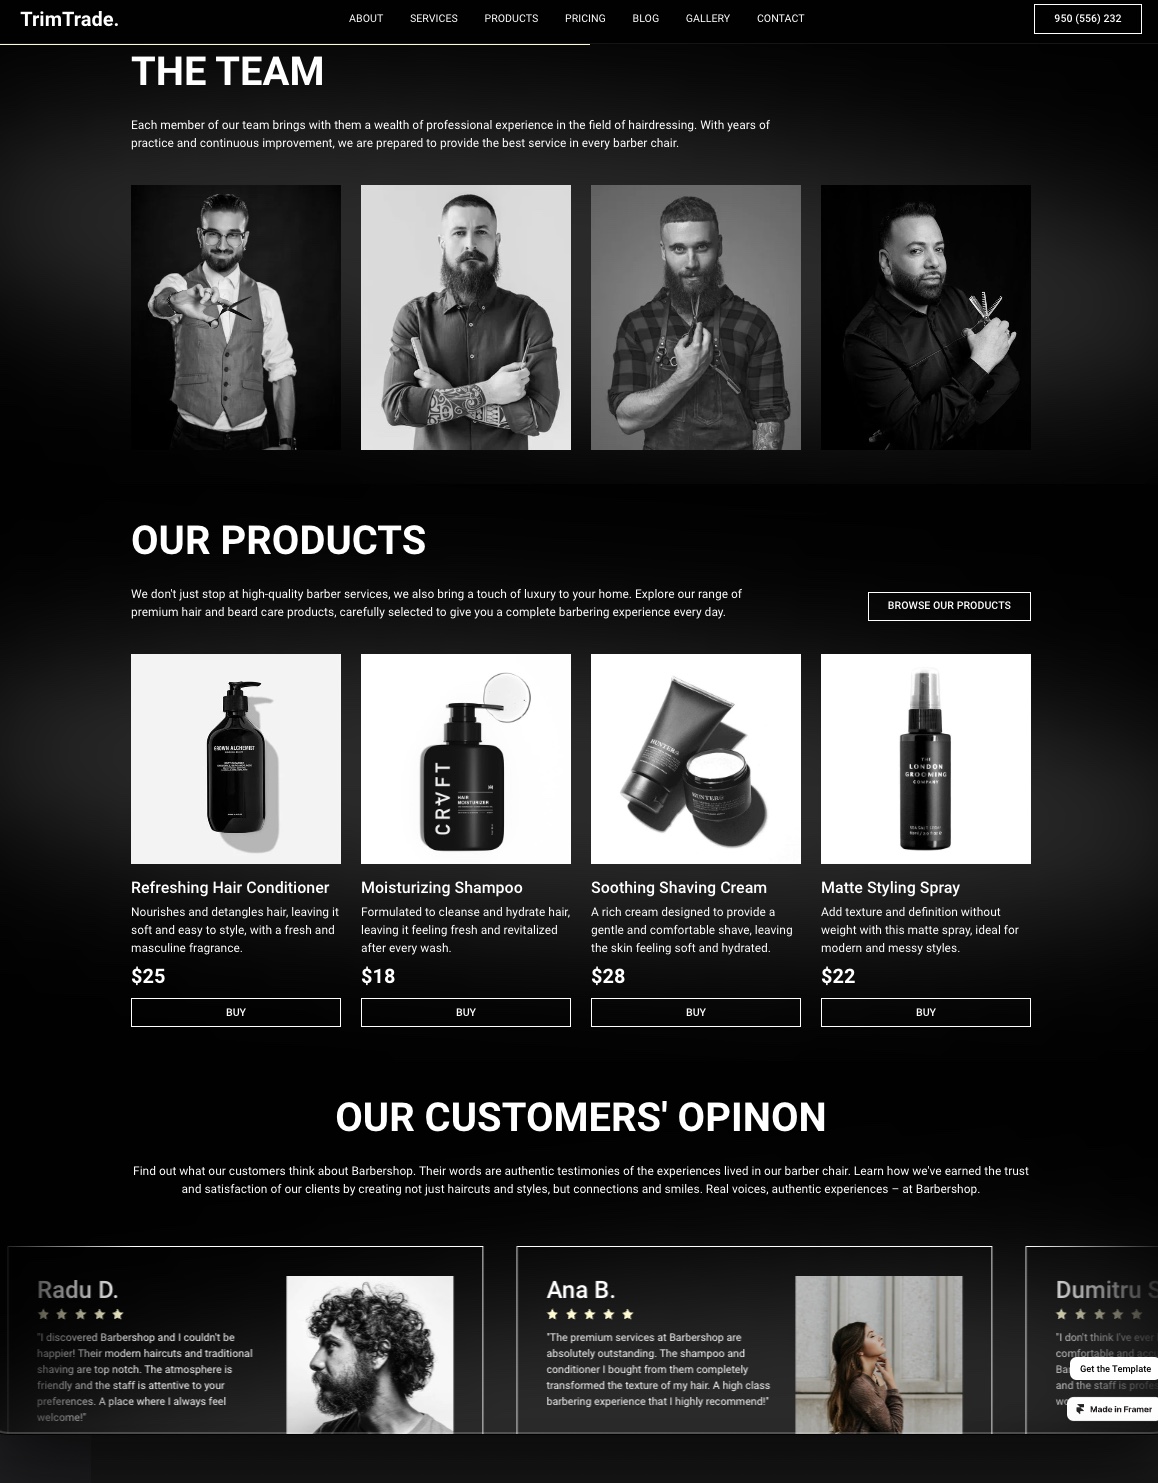 TrimTrade.
ABOUT SERVICES PRODUCTS PRICING BLOG GALLERY CONTACT
950 (556) 232
THE TEAM
Each member of our team brings with them a wealth of professional experience in the field of hairdressing. With years of
practice and continuous improvement, we are prepared to provide the best service in every barber chair.
OUR PRODUCTS
We don't just stop at high-quality barber services, we also bring a touch of luxury to your home. Explore our range of
premium hair and beard care products, carefully selected to give you a complete barbering experience every day.
BROWSE OUR PRODUCTS
GROWN ALCHEMIST
CRVFT
HAIR
MOISTURIZER
HUNTER
HUNTER
THE
LONDON
GROOMING
COMPANY
SEA SALT SPRAY
Refreshing Hair Conditioner
Nourishes and detangles hair, leaving it
soft and easy to style, with a fresh and
masculine fragrance.
$25
BUY
Moisturizing Shampoo
Formulated to cleanse and hydrate hair,
leaving it feeling fresh and revitalized
after every wash.
$18
BUY
Soothing Shaving Cream
A rich cream designed to provide a
gentle and comfortable shave, leaving
the skin feeling soft and hydrated.
$28
BUY
Matte Styling Spray
Add texture and definition without
weight with this matte spray, ideal for
modern and messy styles.
$22
BUY
OUR CUSTOMERS' OPINON
Find out what our customers think about Barbershop. Their words are authentic testimonies of the experiences lived in our barber chair. Learn how we've earned the trust
and satisfaction of our clients by creating not just haircuts and styles, but connections and smiles. Real voices, authentic experiences – at Barbershop.
Radu D.
"I discovered Barbershop and I couldn't be
happier! Their modern haircuts and traditional
shaving are top notch. The atmosphere is
friendly and the staff is attentive to your
preferences. A place where I always feel
welcome!"
Ana B.
"The premium services at Barbershop are
absolutely outstanding. The shampoo and
conditioner I bought from them completely
transformed the texture of my hair. A high class
barbering experience that I highly recommend!"
Dumitru S
"I don't think I've ever
comfortable and
and the staff is
Get the Template
Made in Framer